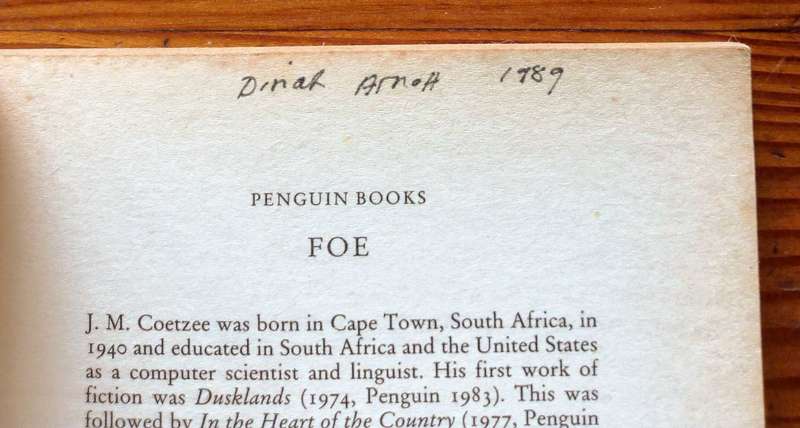 Dinah Arnott 1989
PENGUIN BOOKS
FOE
J. M. Coetzee was born in Cape Town, South Africa, in
1940 and educated in South Africa and the United States
as a computer scientist and linguist. His first work of
fiction was Dusklands (1974, Penguin 1983). This was
followed by In the Heart of the Country (1977, Penguin